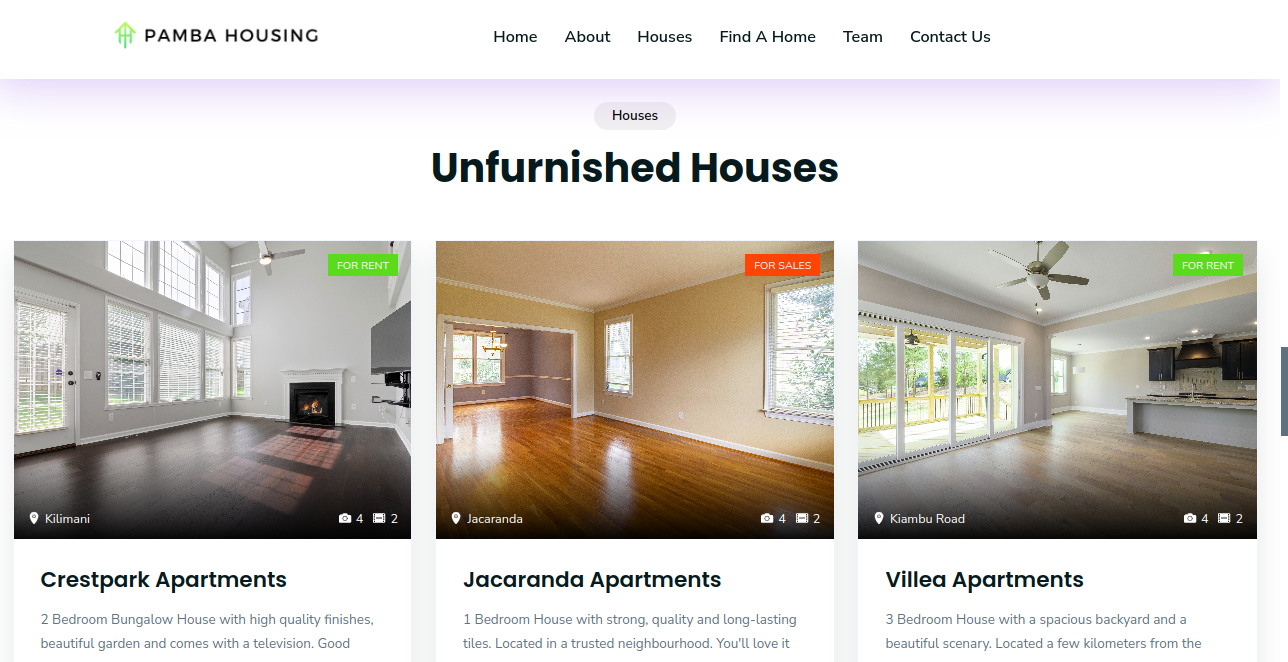 PAMBA HOUSING
Home About Houses Find A Home Team Contact Us
Houses
Unfurnished Houses
FOR RENT
Kilimani 4 2
Crestpark Apartments
2 Bedroom Bungalow House with high quality finishes,
beautiful garden and comes with a television. Good
FOR SALES
Jacaranda 4 2
Jacaranda Apartments
1 Bedroom House with strong, quality and long-lasting
tiles. Located in a trusted neighbourhood. You'll love it
FOR RENT
Kiambu Road 4 2
Villea Apartments
3 Bedroom House with a spacious backyard and a
beautiful scenary. Located a few kilometers from the